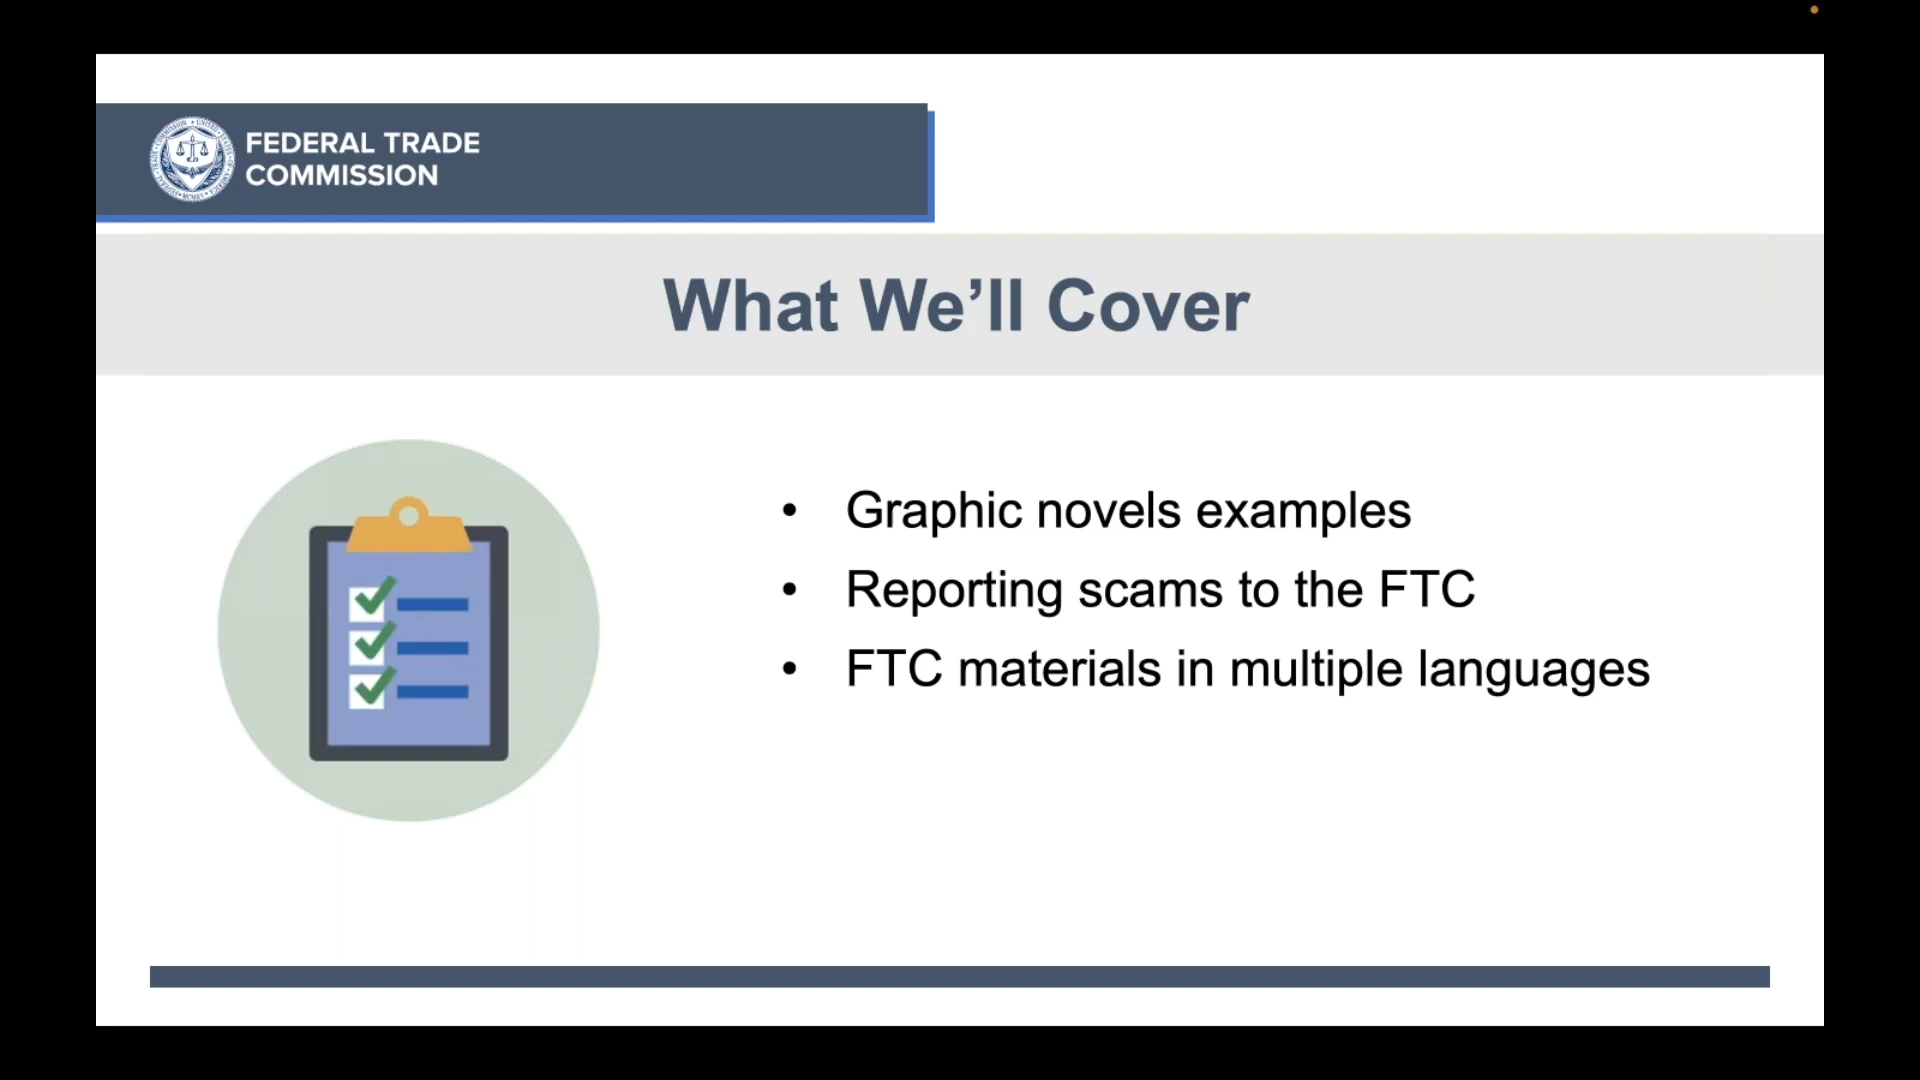 FEDERAL TRADE
COMMISSION
What We’ll Cover
• Graphic novels examples
• Reporting scams to the FTC
• FTC materials in multiple languages